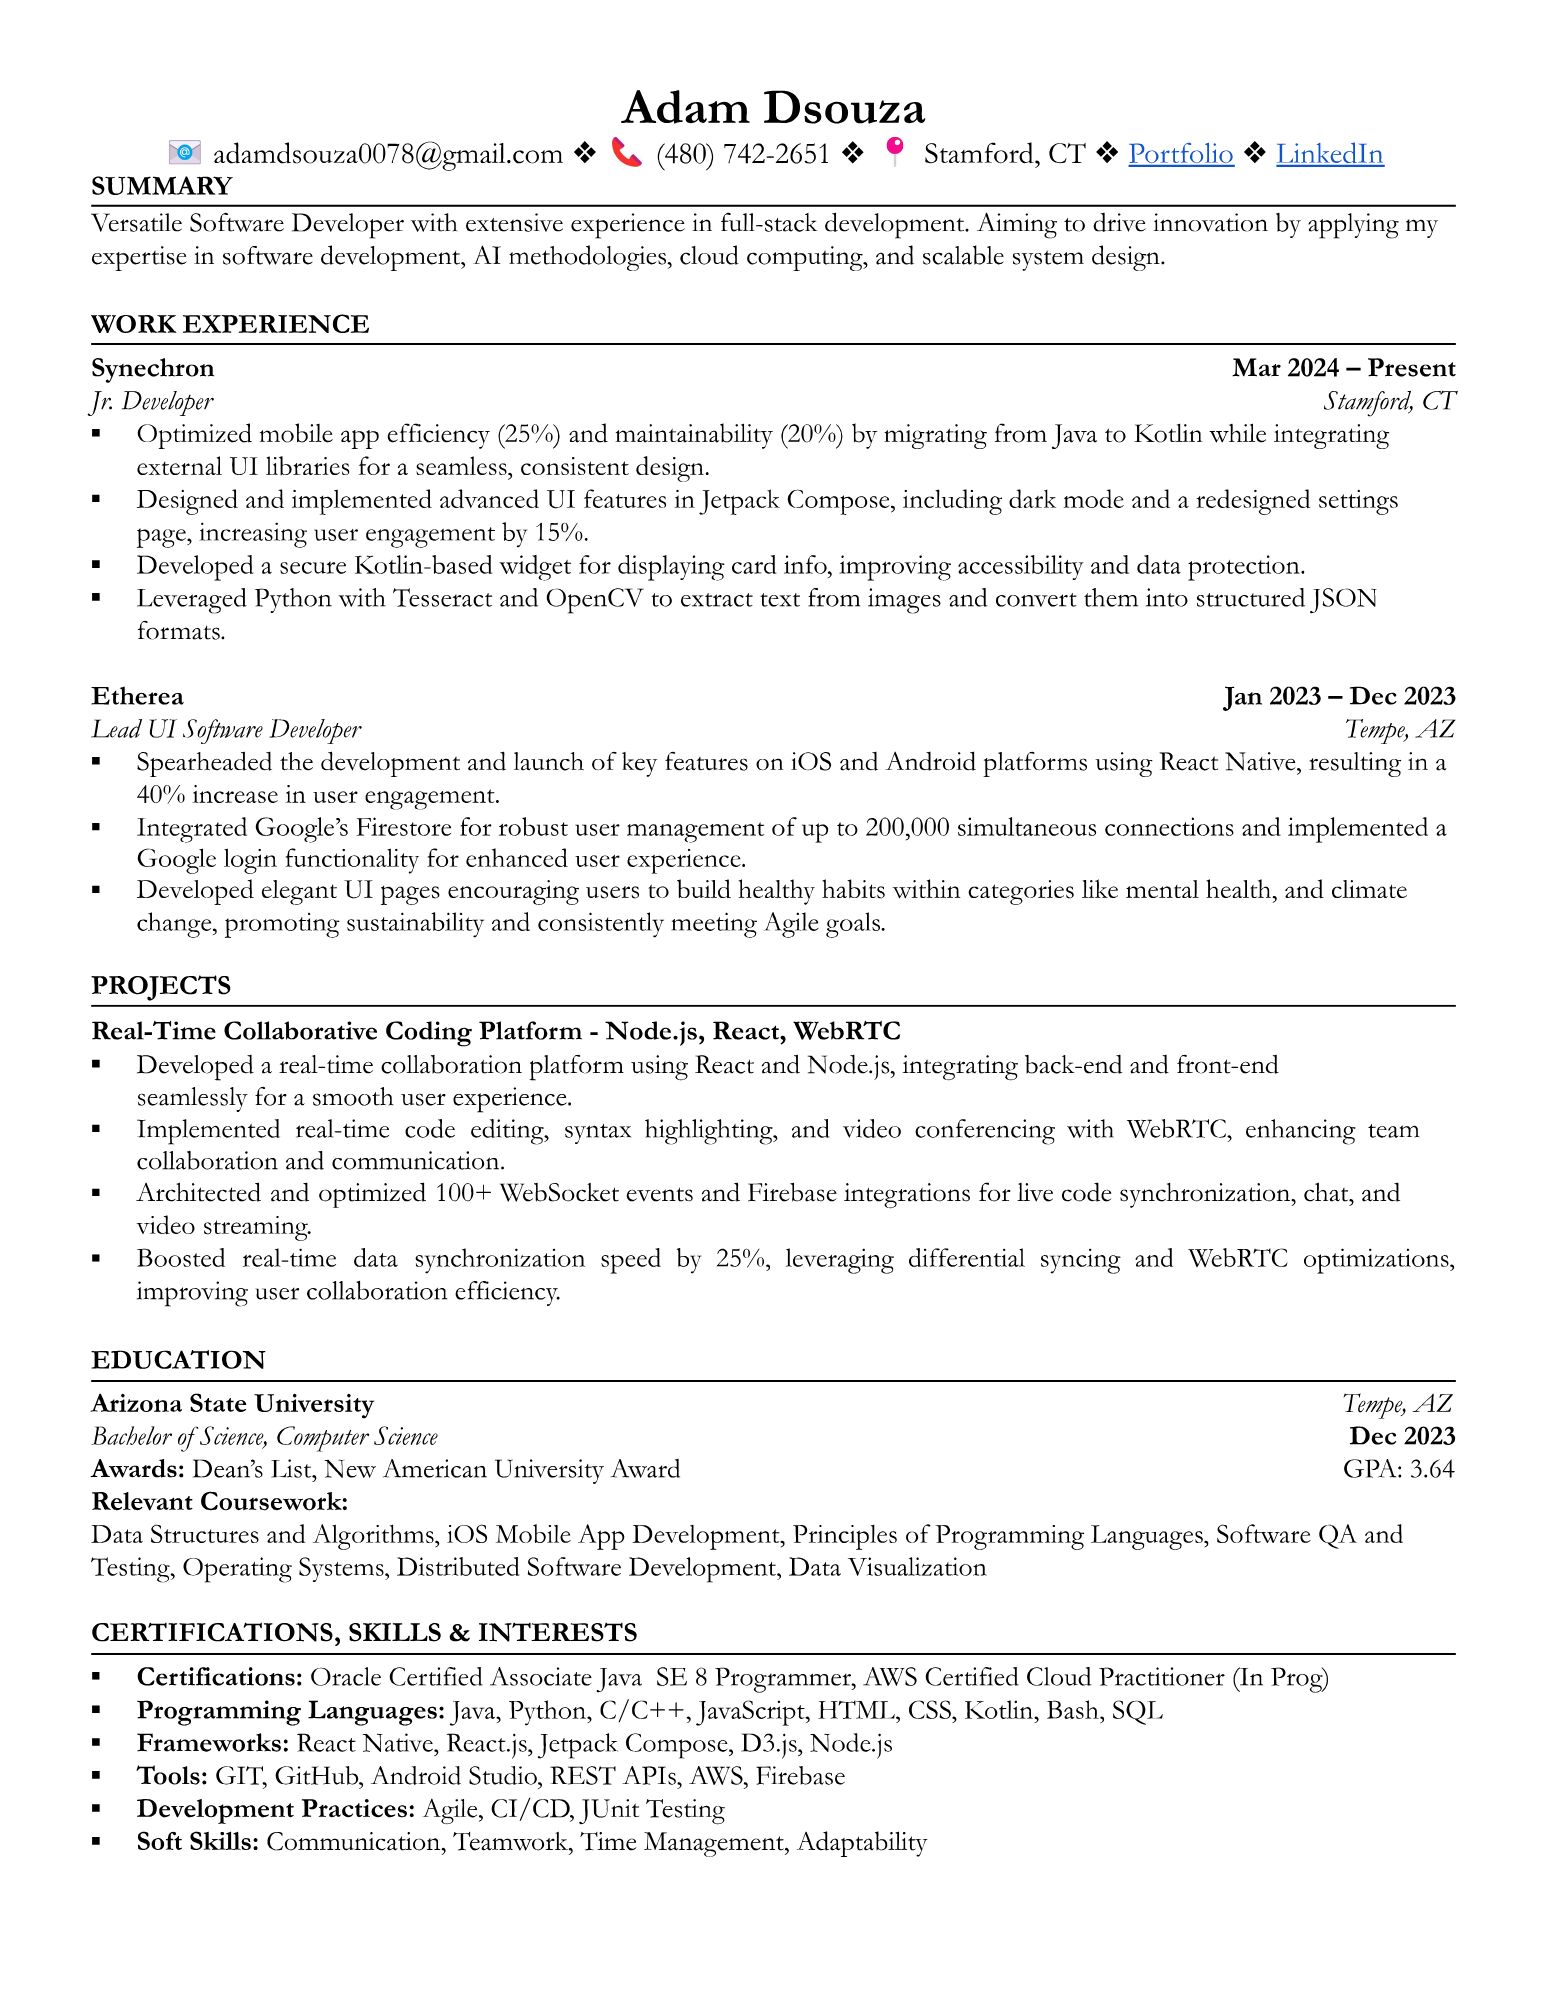 Adam Dsouza
adamdsouza0078@gmail.com ❖ (480) 742-2651 ❖ Stamford, CT ❖ Portfolio ❖ LinkedIn
SUMMARY
Versatile Software Developer with extensive experience in full-stack development. Aiming to drive innovation by applying my
expertise in software development, AI methodologies, cloud computing, and scalable system design.
WORK EXPERIENCE
Synechron Mar 2024 – Present
Jr. Developer Stamford, CT
▪ Optimized mobile app efficiency (25%) and maintainability (20%) by migrating from Java to Kotlin while integrating
external UI libraries for a seamless, consistent design.
▪ Designed and implemented advanced UI features in Jetpack Compose, including dark mode and a redesigned settings
page, increasing user engagement by 15%.
▪ Developed a secure Kotlin-based widget for displaying card info, improving accessibility and data protection.
▪ Leveraged Python with Tesseract and OpenCV to extract text from images and convert them into structured JSON
formats.
Etherea Jan 2023 – Dec 2023
Lead UI Software Developer Tempe, AZ
▪ Spearheaded the development and launch of key features on iOS and Android platforms using React Native, resulting in a
40% increase in user engagement.
▪ Integrated Google’s Firestore for robust user management of up to 200,000 simultaneous connections and implemented a
Google login functionality for enhanced user experience.
▪ Developed elegant UI pages encouraging users to build healthy habits within categories like mental health, and climate
change, promoting sustainability and consistently meeting Agile goals.
PROJECTS
Real-Time Collaborative Coding Platform - Node.js, React, WebRTC
▪ Developed a real-time collaboration platform using React and Node.js, integrating back-end and front-end
seamlessly for a smooth user experience.
▪ Implemented real-time code editing, syntax highlighting, and video conferencing with WebRTC, enhancing team
collaboration and communication.
▪ Architected and optimized 100+ WebSocket events and Firebase integrations for live code synchronization, chat, and
video streaming.
▪ Boosted real-time data synchronization speed by 25%, leveraging differential syncing and WebRTC optimizations,
improving user collaboration efficiency.
EDUCATION
Arizona State University Tempe, AZ
Bachelor of Science, Computer Science Dec 2023
Awards: Dean’s List, New American University Award GPA: 3.64
Relevant Coursework:
Data Structures and Algorithms, iOS Mobile App Development, Principles of Programming Languages, Software QA and
Testing, Operating Systems, Distributed Software Development, Data Visualization
CERTIFICATIONS, SKILLS & INTERESTS
▪ Certifications: Oracle Certified Associate Java SE 8 Programmer, AWS Certified Cloud Practitioner (In Prog)
▪ Programming Languages: Java, Python, C/C++, JavaScript, HTML, CSS, Kotlin, Bash, SQL
▪ Frameworks: React Native, React.js, Jetpack Compose, D3.js, Node.js
▪ Tools: GIT, GitHub, Android Studio, REST APIs, AWS, Firebase
▪ Development Practices: Agile, CI/CD, JUnit Testing
▪ Soft Skills: Communication, Teamwork, Time Management, Adaptability